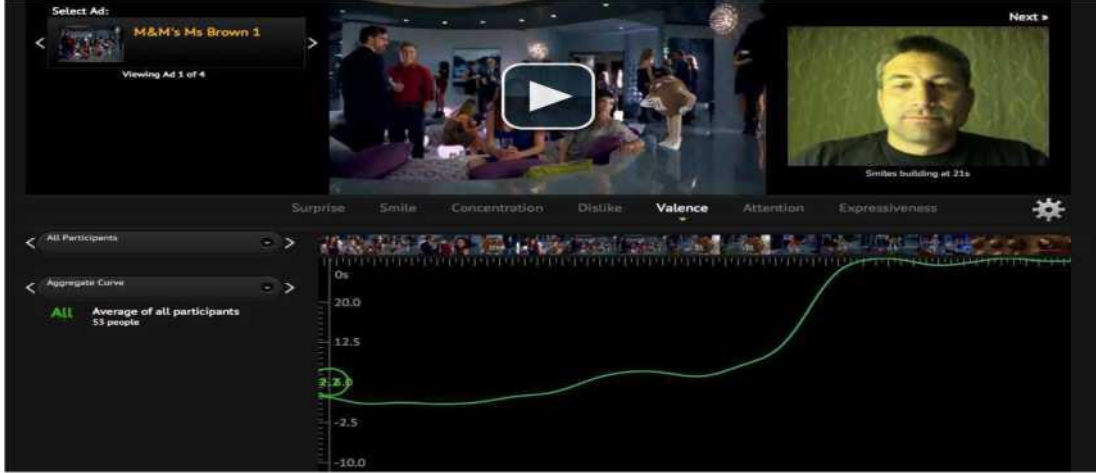 Select Ad:
M&M's Ms Brown 1
Viewing Ad 1 of 4
Next »
Smiles building at 21s
Surprise Smile Concentration Dislike Valence Attention Expressiveness
All Participants
Aggregate Curve
All Average of all participants
53 people
0s
20.0
12.5
-2.5
-10.0